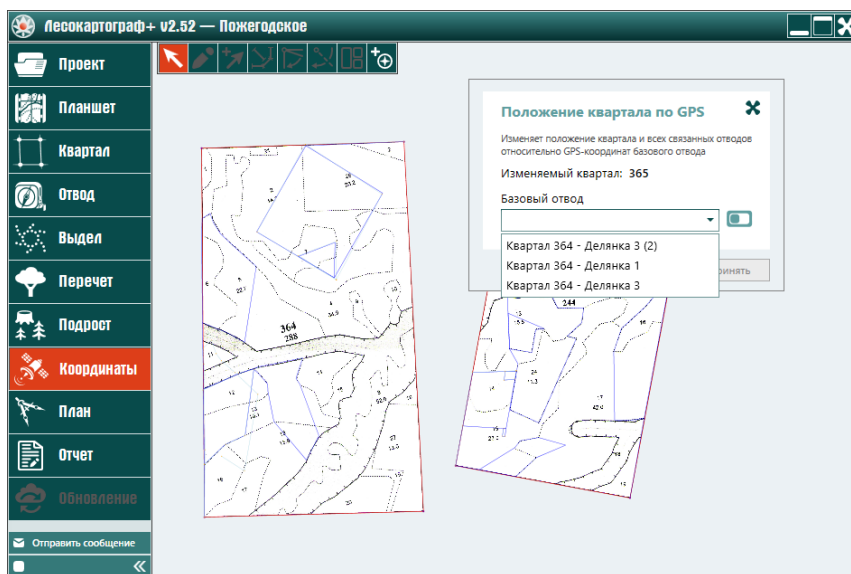 Лесокартограф+ v2.52 — Пожегодское
Проект
Планшет
Квартал
Отвод
Выдел
Перечет
Подрост
Координаты
План
Отчет
Обновление
Отправить сообщение
Положение квартала по GPS
Изменяет положение квартала и всех связанных отводов
относительно GPS-координат базового отвода
Изменяемый квартал: 365
Базовый отвод
Квартал 364 - Делянка 3 (2)
Квартал 364 - Делянка 1
Квартал 364 - Делянка 3
364
288
244